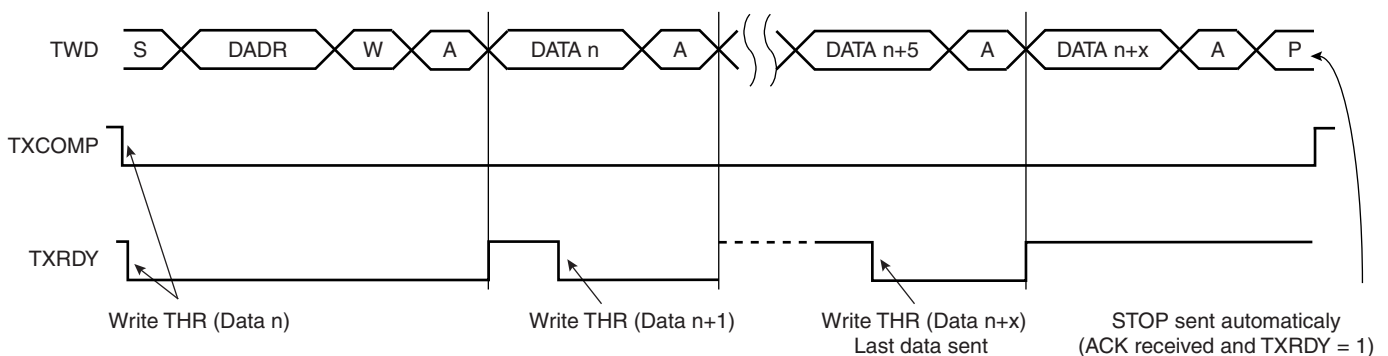 TWD S DADR W A DATA n A DATA n+5 A DATA n+x A P
TXCOMP
TXRDY
Write THR (Data n)
Write THR (Data n+1)
Write THR (Data n+x)
Last data sent
STOP sent automaticaly
(ACK received and TXRDY = 1)